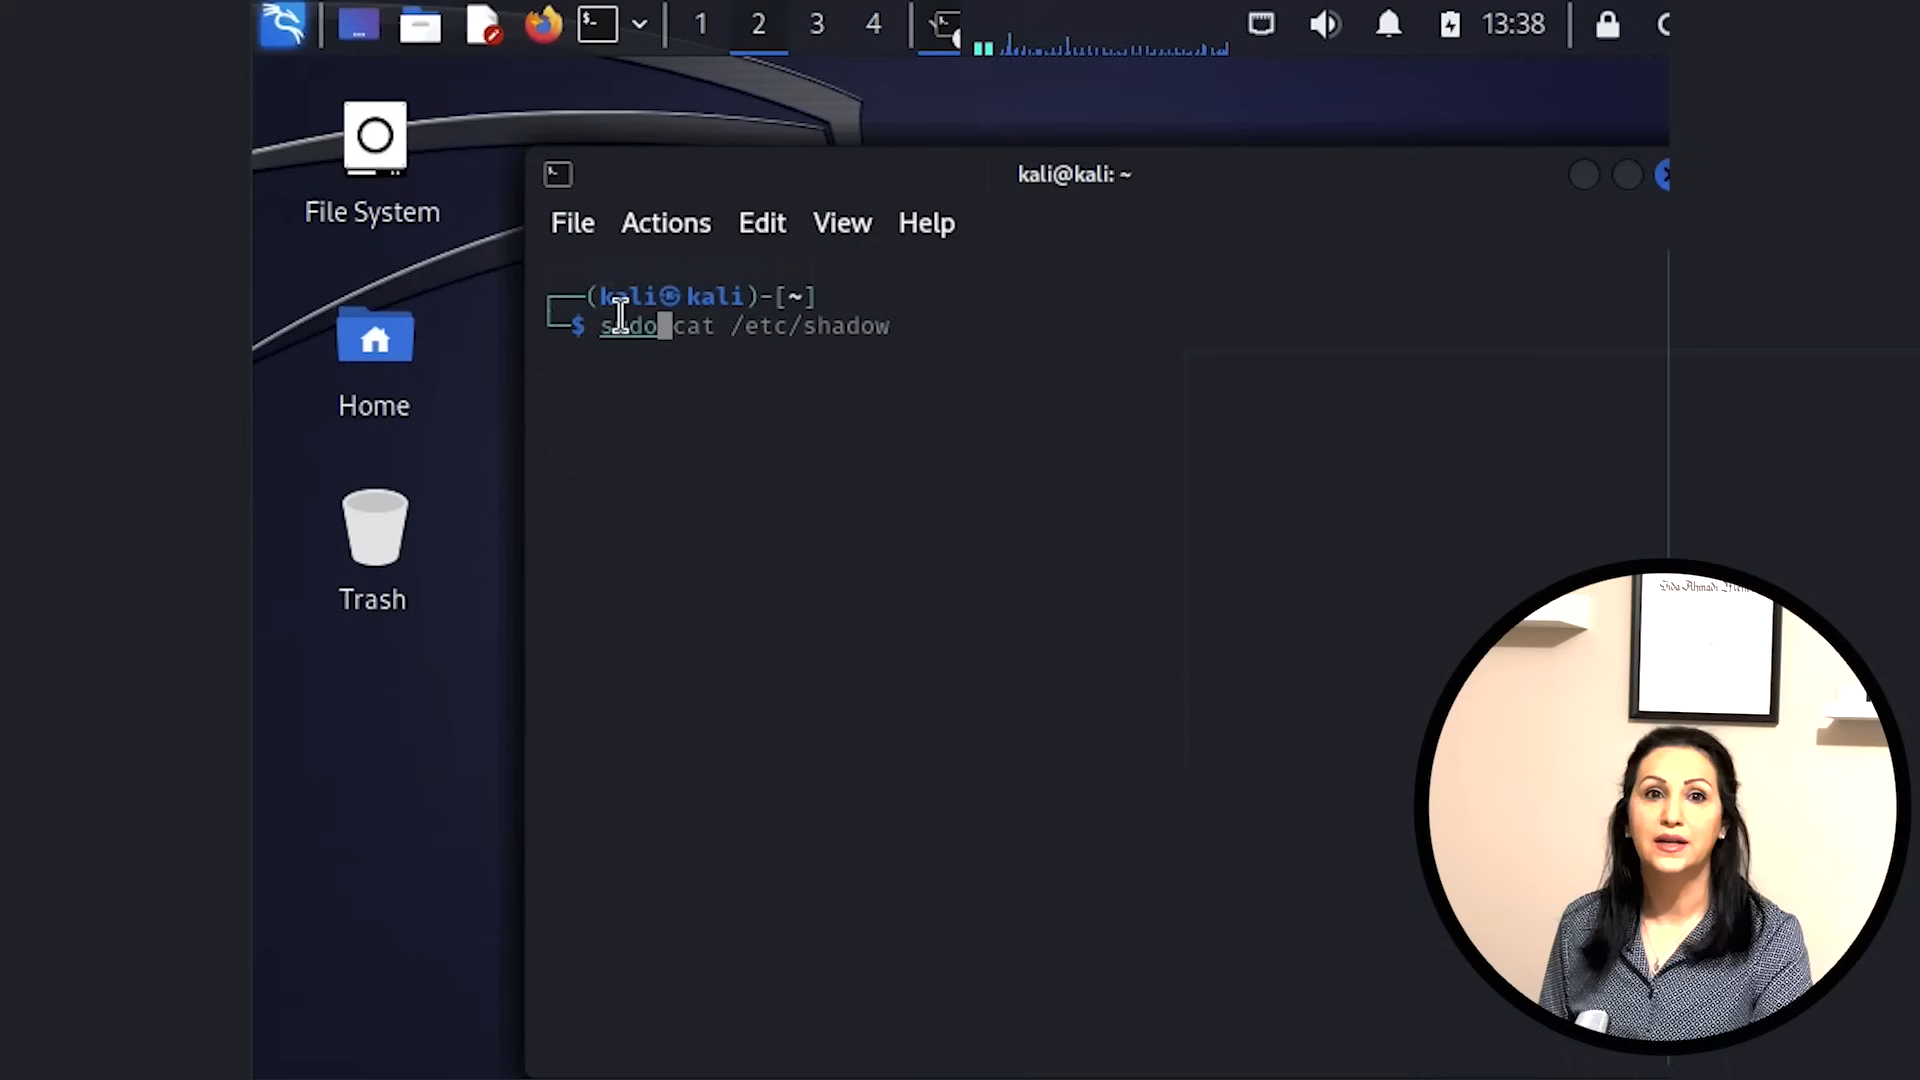 1 2 3 4
13:38
File System
kali@kali: ~
File Actions Edit View Help
(kali㉿kali)-[~]
$ sudo cat /etc/shadow
Home
Trash